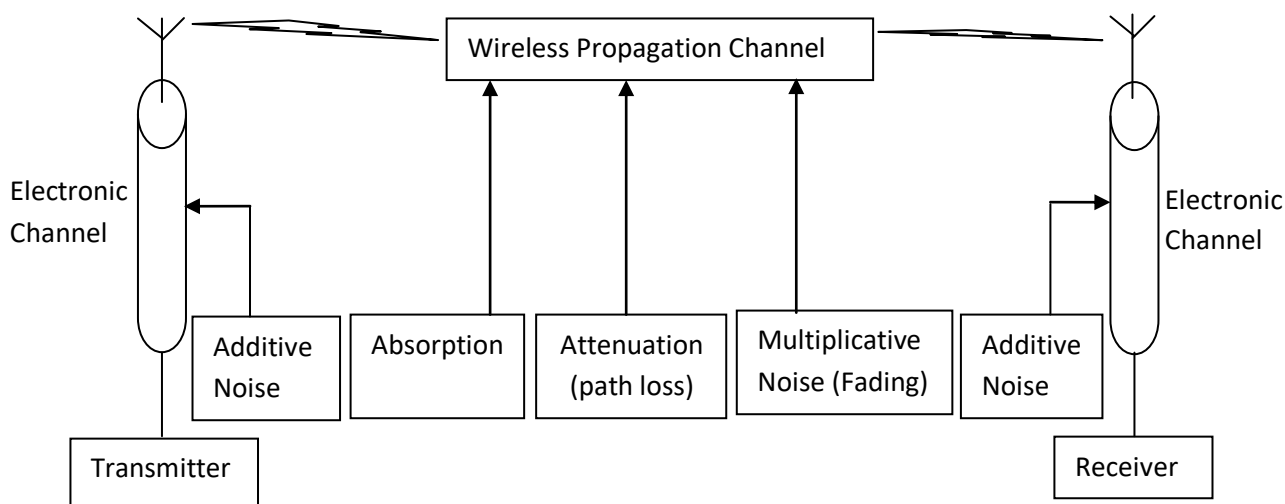 Wireless Propagation Channel
Electronic
Channel
Electronic
Channel
Additive
Noise
Absorption
Attenuation
(path loss)
Multiplicative
Noise (Fading)
Additive
Noise
Transmitter
Receiver